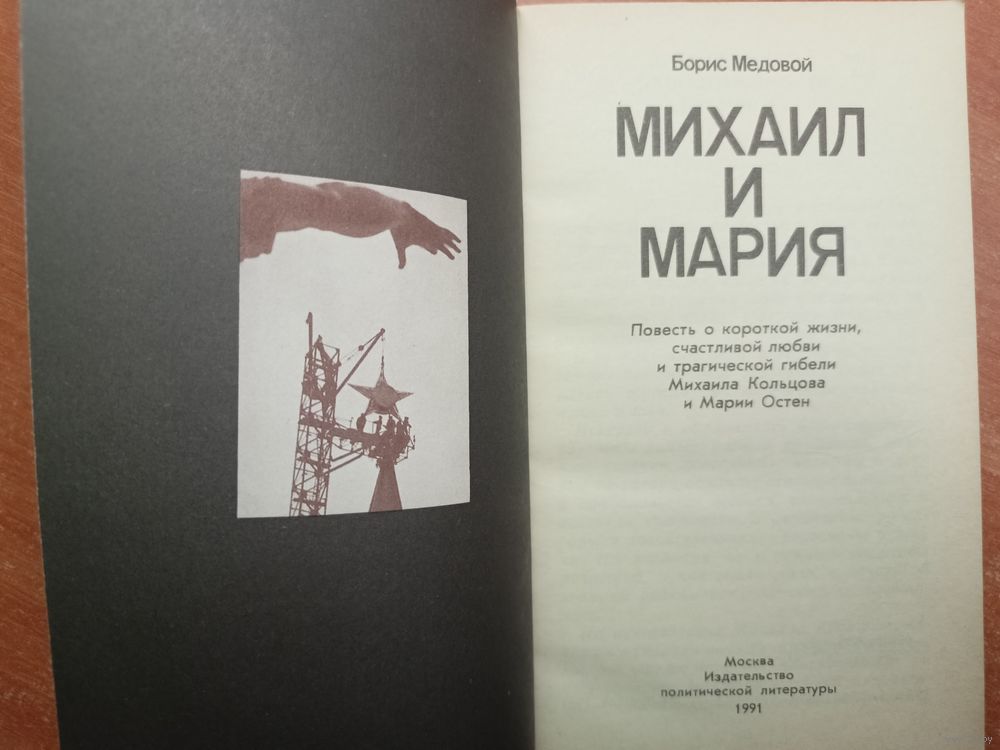 Борис Медовой
МИХАИЛ
И
МАРИЯ
Повесть о короткой жизни,
счастливой любви
и трагической гибели
Михаила Кольцова
и Марии Остен
Москва
Издательство
политической литературы
1991